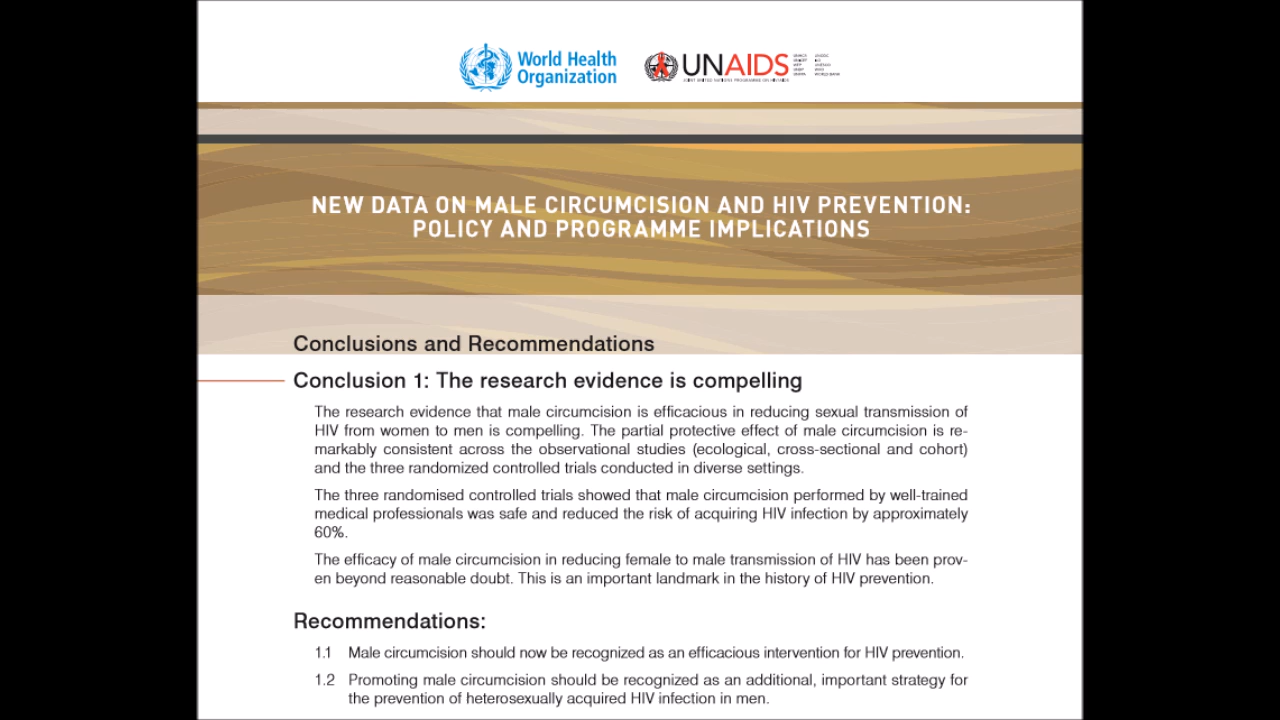 World Health
Organization
UNAIDS
JOINT UNITED NATIONS PROGRAMME ON HIV/AIDS
NEW DATA ON MALE CIRCUMCISION AND HIV PREVENTION:
POLICY AND PROGRAMME IMPLICATIONS
Conclusions and Recommendations
Conclusion 1: The research evidence is compelling
The research evidence that male circumcision is efficacious in reducing sexual transmission of
HIV from women to men is compelling. The partial protective effect of male circumcision is re-
markably consistent across the observational studies (ecological, cross-sectional and cohort)
and the three randomized controlled trials conducted in diverse settings.
The three randomised controlled trials showed that male circumcision performed by well-trained
medical professionals was safe and reduced the risk of acquiring HIV infection by approximately
60%.
The efficacy of male circumcision in reducing female to male transmission of HIV has been prov-
en beyond reasonable doubt. This is an important landmark in the history of HIV prevention.
Recommendations:
1.1 Male circumcision should now be recognized as an efficacious intervention for HIV prevention.
1.2 Promoting male circumcision should be recognized as an additional, important strategy for
the prevention of heterosexually acquired HIV infection in men.